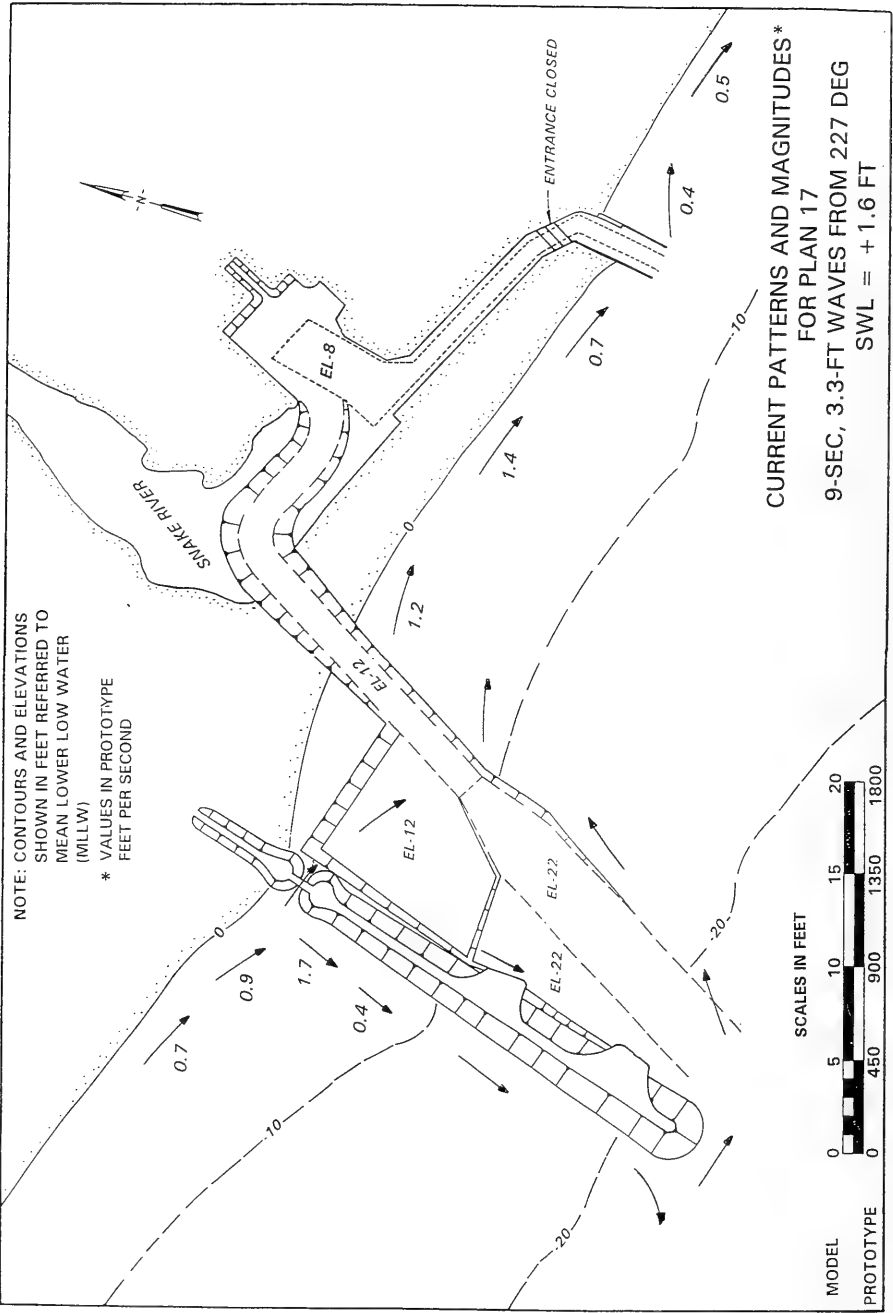 NOTE: CONTOURS AND ELEVATIONS
SHOWN IN FEET REFERRED TO
MEAN LOWER LOW WATER
(MLLW)
* VALUES IN PROTOTYPE
FEET PER SECOND
-N-
SNAKE RIVER
EL-8
ENTRANCE CLOSED
EL-12
EL-12
EL-22
EL-22
0
0
-10
-10
-20
-20
0.7
0.9
1.7
0.4
1.2
1.4
0.7
0.4
0.5
CURRENT PATTERNS AND MAGNITUDES*
FOR PLAN 17
9-SEC, 3.3-FT WAVES FROM 227 DEG
SWL = +1.6 FT
SCALES IN FEET
MODEL 0 5 10 15 20
PROTOTYPE 0 450 900 1350 1800